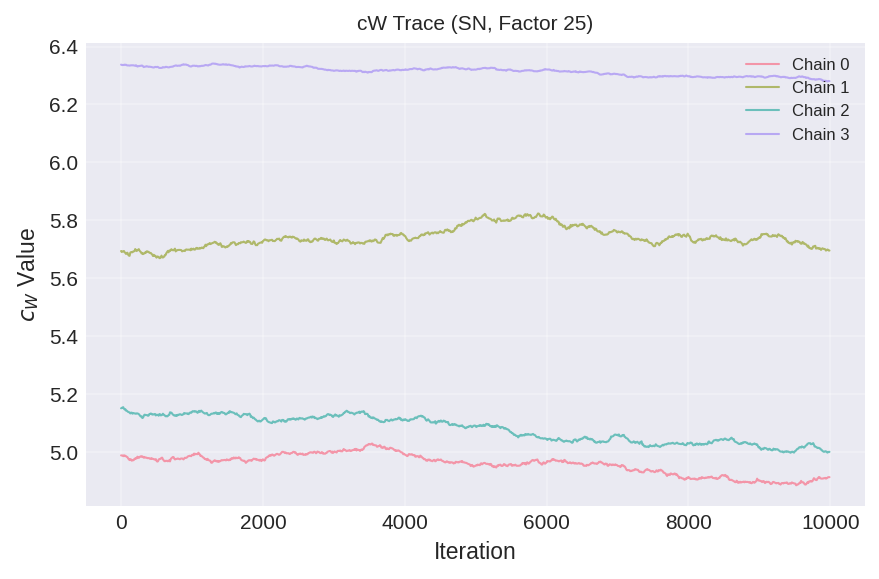 cW Trace (SN, Factor 25)
6.4
6.2
6.0
5.8
5.6
5.4
5.2
5.0
c_W Value
Chain 0
Chain 1
Chain 2
Chain 3
0 2000 4000 6000 8000 10000
Iteration